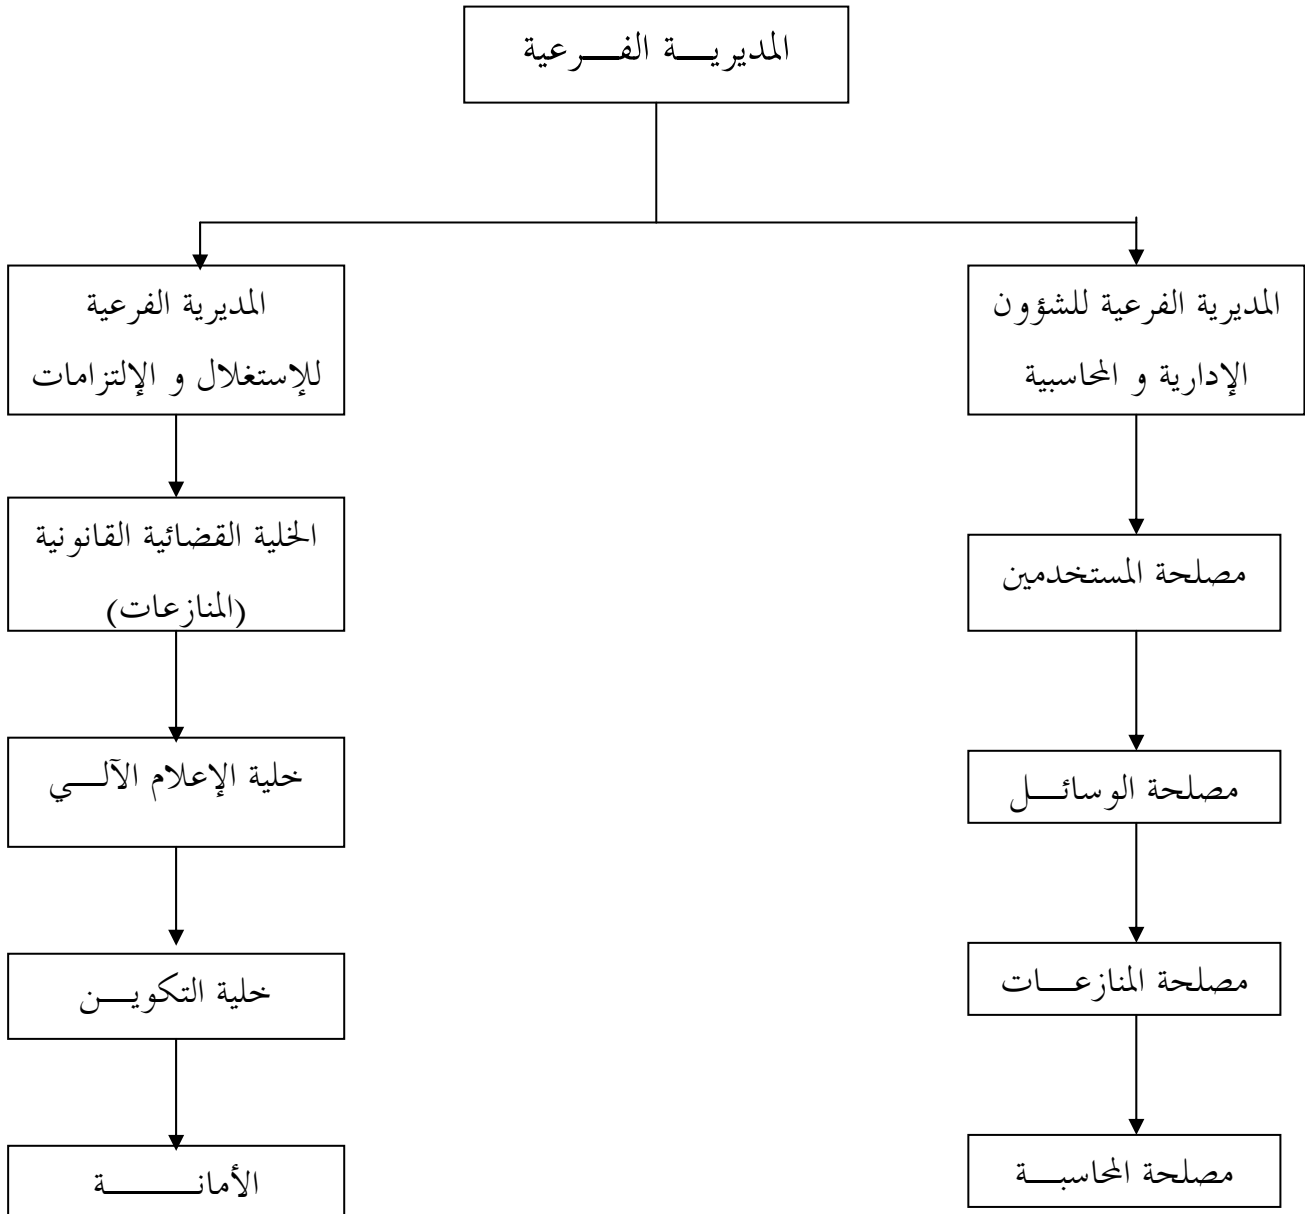 المديريـــة الفـــرعية
المديرية الفرعية للشؤون
الإدارية و المحاسبية
المديرية الفرعية
للإستغلال و الإلتزامات
مصلحة المستخدمين
الخلية القضائية القانونية
(المنازعات)
مصلحة الوسائـــل
خلية الإعلام الآلـــي
مصلحة المنازعـــات
خلية التكويـــن
مصلحة المحاسبـــة
الأمانـــــة